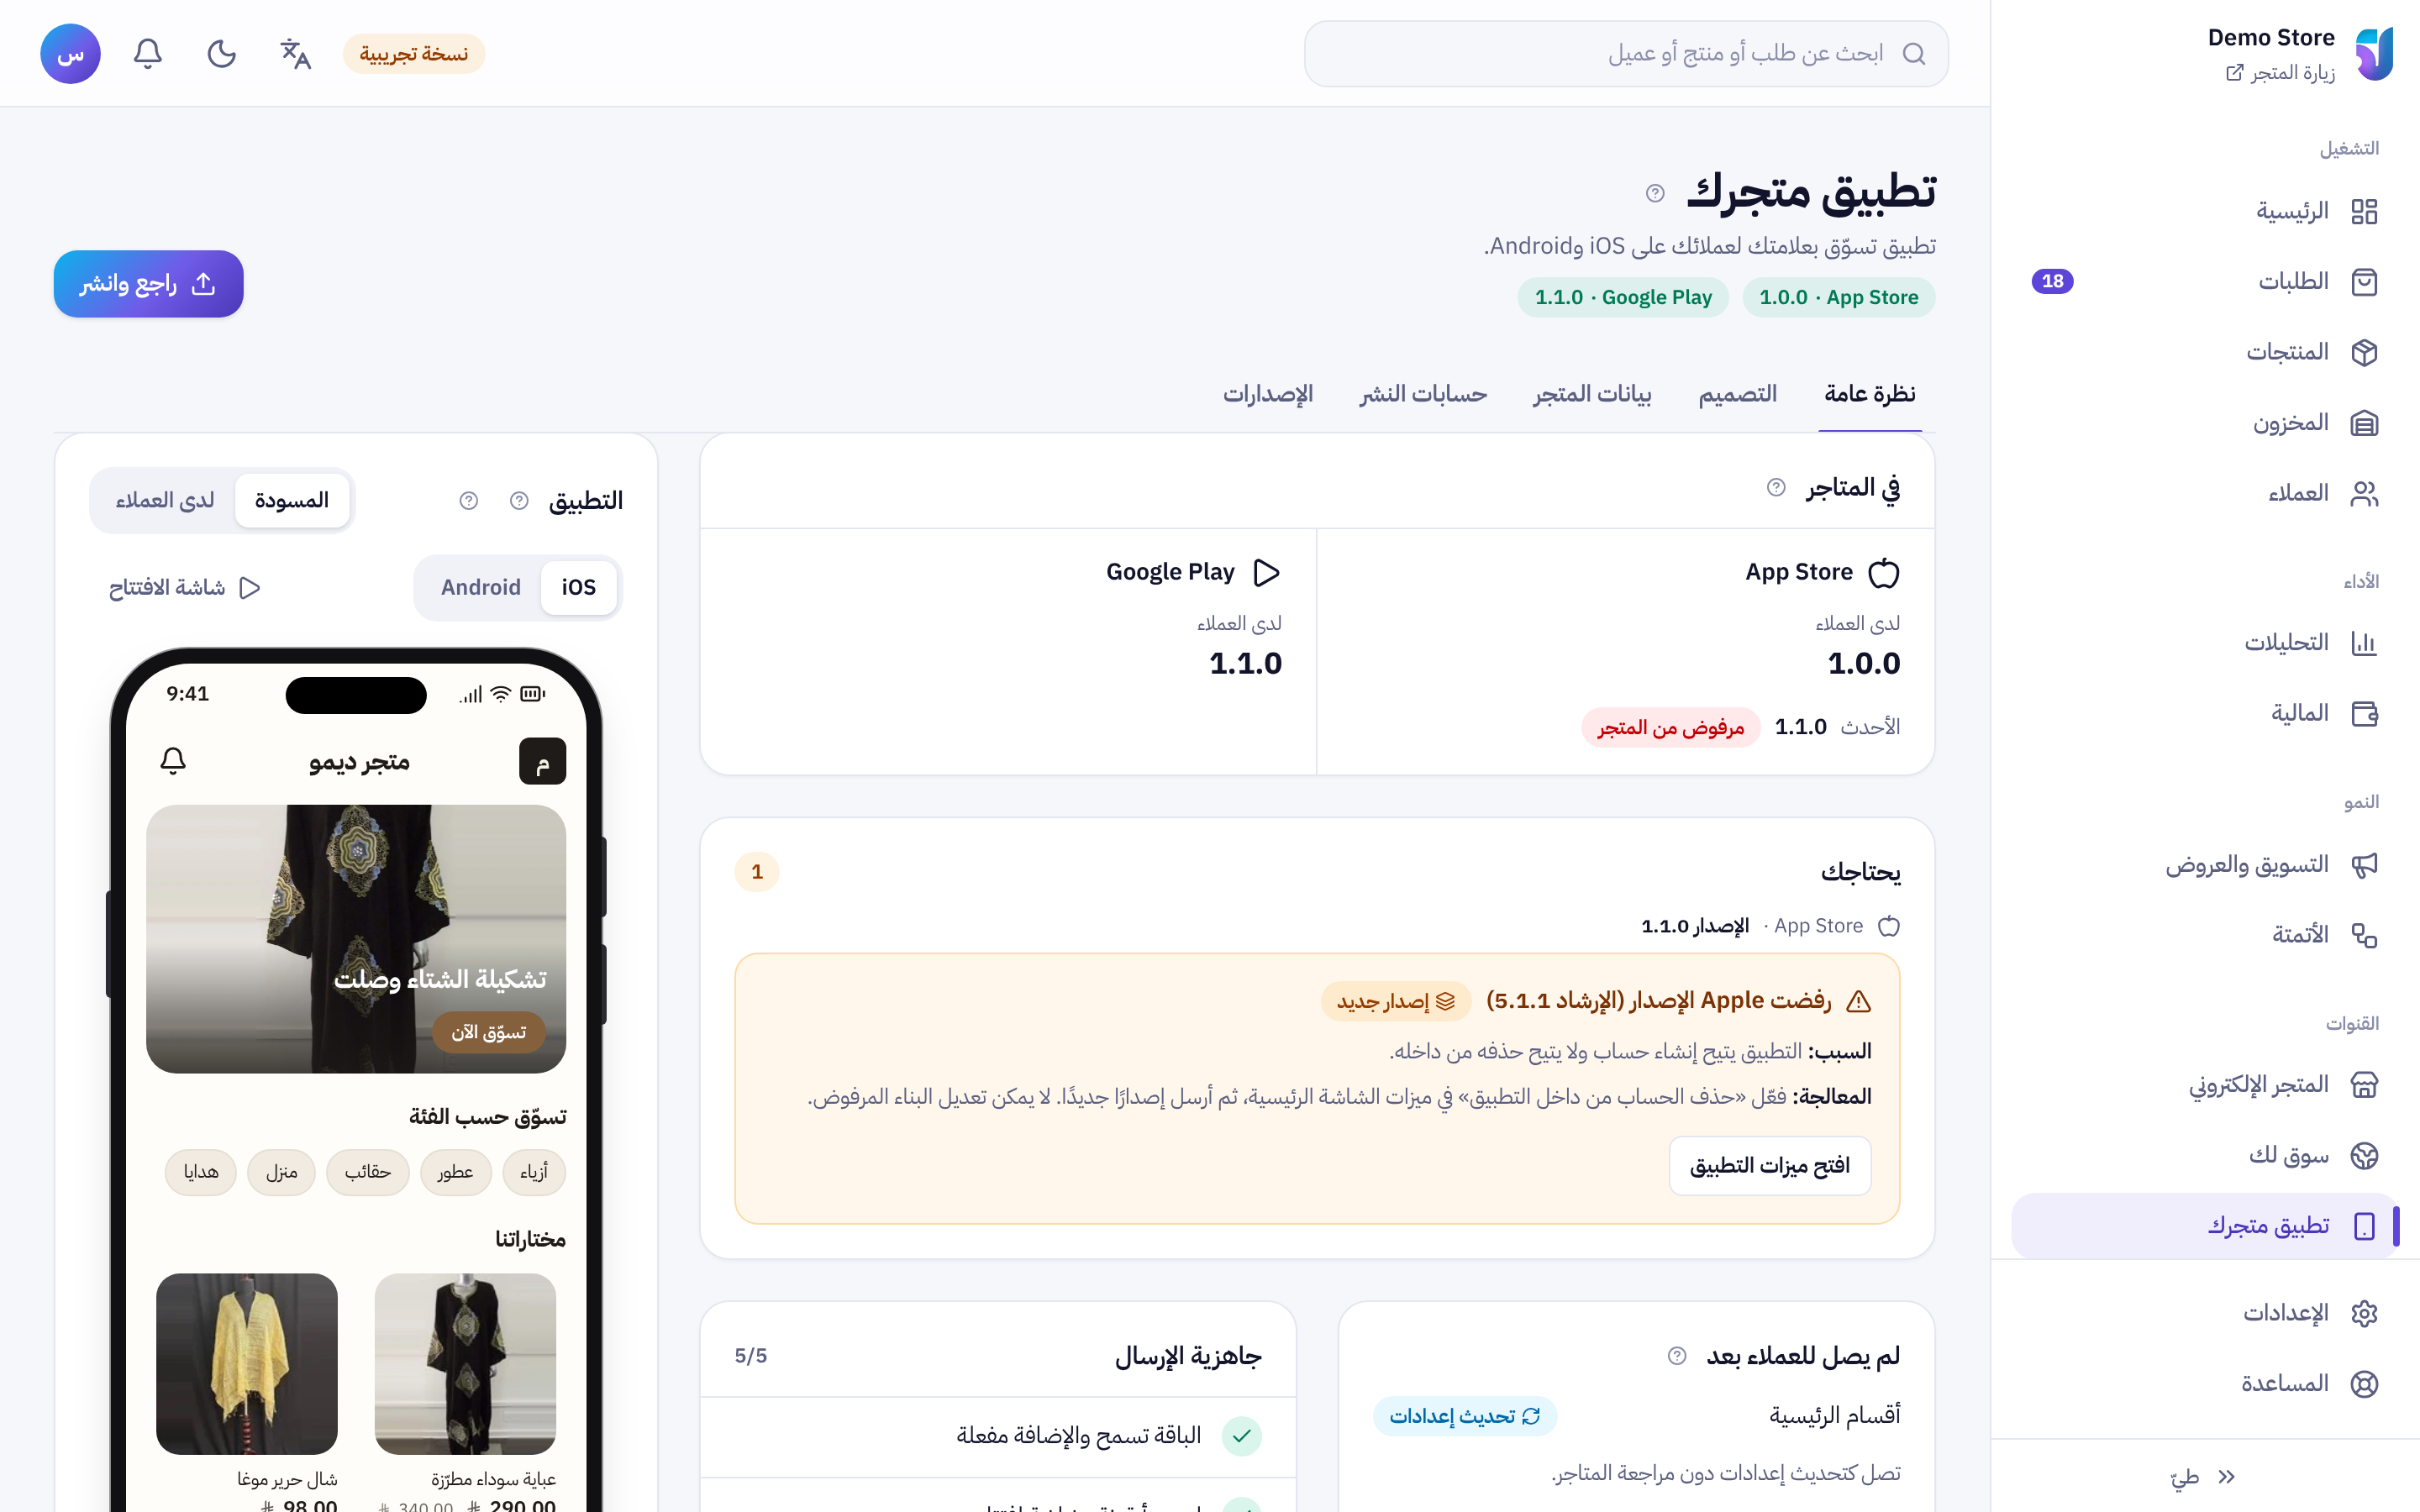 Demo Store
زيارة المتجر
التشغيل
الرئيسية
الطلبات
18
المنتجات
المخزون
العملاء
الأداء
التحليلات
المالية
النمو
التسويق والعروض
الأتمتة
القنوات
المتجر الإلكتروني
سوق لك
تطبيق متجرك
الإعدادات
المساعدة
طيّ
ابحث عن طلب أو منتج أو عميل
نسخة تجريبية
س
تطبيق متجرك
تطبيق تسوّق بعلامتك لعملائك على iOS وAndroid.
App Store · 1.0.0
Google Play · 1.1.0
راجع وانشر
نظرة عامة
التصميم
بيانات المتجر
حسابات النشر
الإصدارات
في المتاجر
App Store
لدى العملاء
1.0.0
الأحدث 1.1.0 مرفوض من المتجر
Google Play
لدى العملاء
1.1.0
يحتاجك
1
App Store · الإصدار 1.1.0
رفضت Apple الإصدار (الإرشاد 5.1.1)
إصدار جديد
السبب: التطبيق يتيح إنشاء حساب ولا يتيح حذفه من داخله.
المعالجة: فعّل «حذف الحساب من داخل التطبيق» في ميزات الشاشة الرئيسية، ثم أرسل إصدارًا جديدًا. لا يمكن تعديل البناء المرفوض.
افتح ميزات التطبيق
لم يصل للعملاء بعد
أقسام الرئيسية
تحديث إعدادات
تصل كتحديث إعدادات دون مراجعة المتاجر.
جاهزية الإرسال
5/5
الباقة تسمح والإضافة مفعلة
التطبيق
المسودة
لدى العملاء
iOS
Android
شاشة الافتتاح
9:41
م
متجر ديمو
تشكيلة الشتاء وصلت
تسوّق الآن
تسوّق حسب الفئة
أزياء
عطور
حقائب
منزل
هدايا
مختاراتنا
عباية سوداء مطرّزة
290.00
340.00
شال حرير موغا
98.00